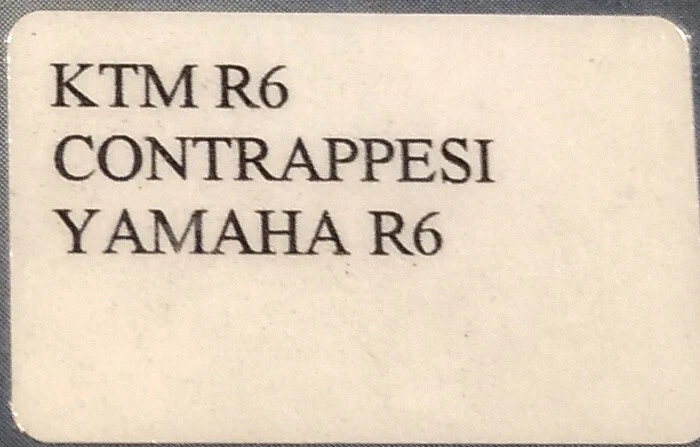 KTM R6
CONTRAPPESI
YAMAHA R6